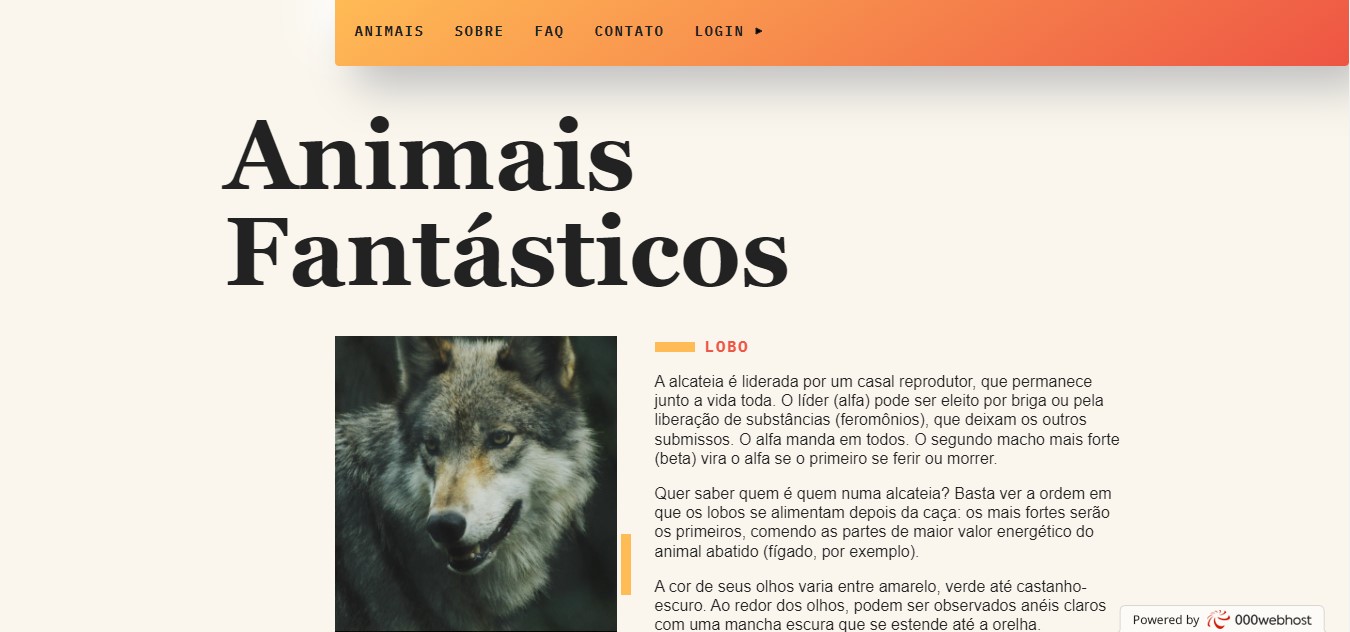 ANIMAIS SOBRE FAQ CONTATO LOGIN ▸
Animais
Fantásticos
LOBO
A alcateia é liderada por um casal reprodutor, que permanece
junto a vida toda. O líder (alfa) pode ser eleito por briga ou pela
liberação de substâncias (feromônios), que deixam os outros
submissos. O alfa manda em todos. O segundo macho mais forte
(beta) vira o alfa se o primeiro se ferir ou morrer.
Quer saber quem é quem numa alcateia? Basta ver a ordem em
que os lobos se alimentam depois da caça: os mais fortes serão
os primeiros, comendo as partes de maior valor energético do
animal abatido (fígado, por exemplo).
A cor de seus olhos varia entre amarelo, verde até castanho-
escuro. Ao redor dos olhos, podem ser observados anéis claros
com uma mancha escura que se estende até a orelha.
Powered by 000webhost